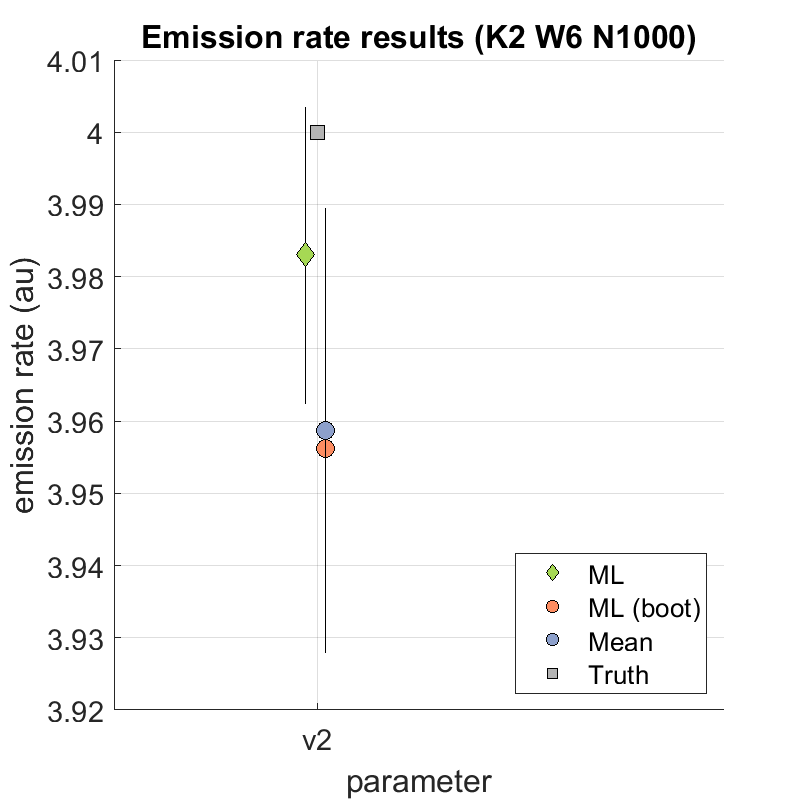 Emission rate results (K2 W6 N1000)
4.01
4
3.99
3.98
3.97
3.96
3.95
3.94
3.93
3.92
emission rate (au)
v2
parameter
ML
ML (boot)
Mean
Truth